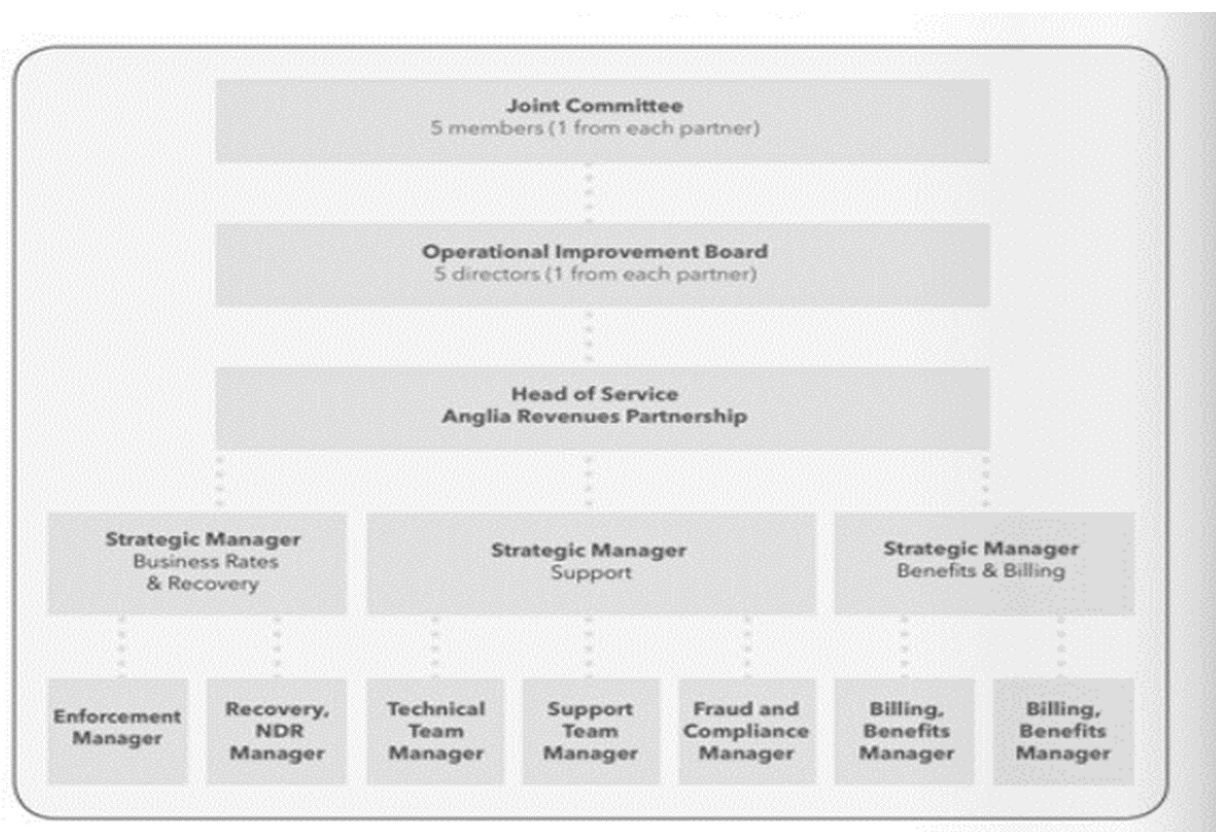 Joint Committee
5 members (1 from each partner)
Operational Improvement Board
5 directors (1 from each partner)
Head of Service
Anglia Revenues Partnership
Strategic Manager
Business Rates
& Recovery
Strategic Manager
Support
Strategic Manager
Benefits & Billing
Enforcement
Manager
Recovery,
NDR
Manager
Technical
Team
Manager
Support
Team
Manager
Fraud and
Compliance
Manager
Billing,
Benefits
Manager
Billing,
Benefits
Manager